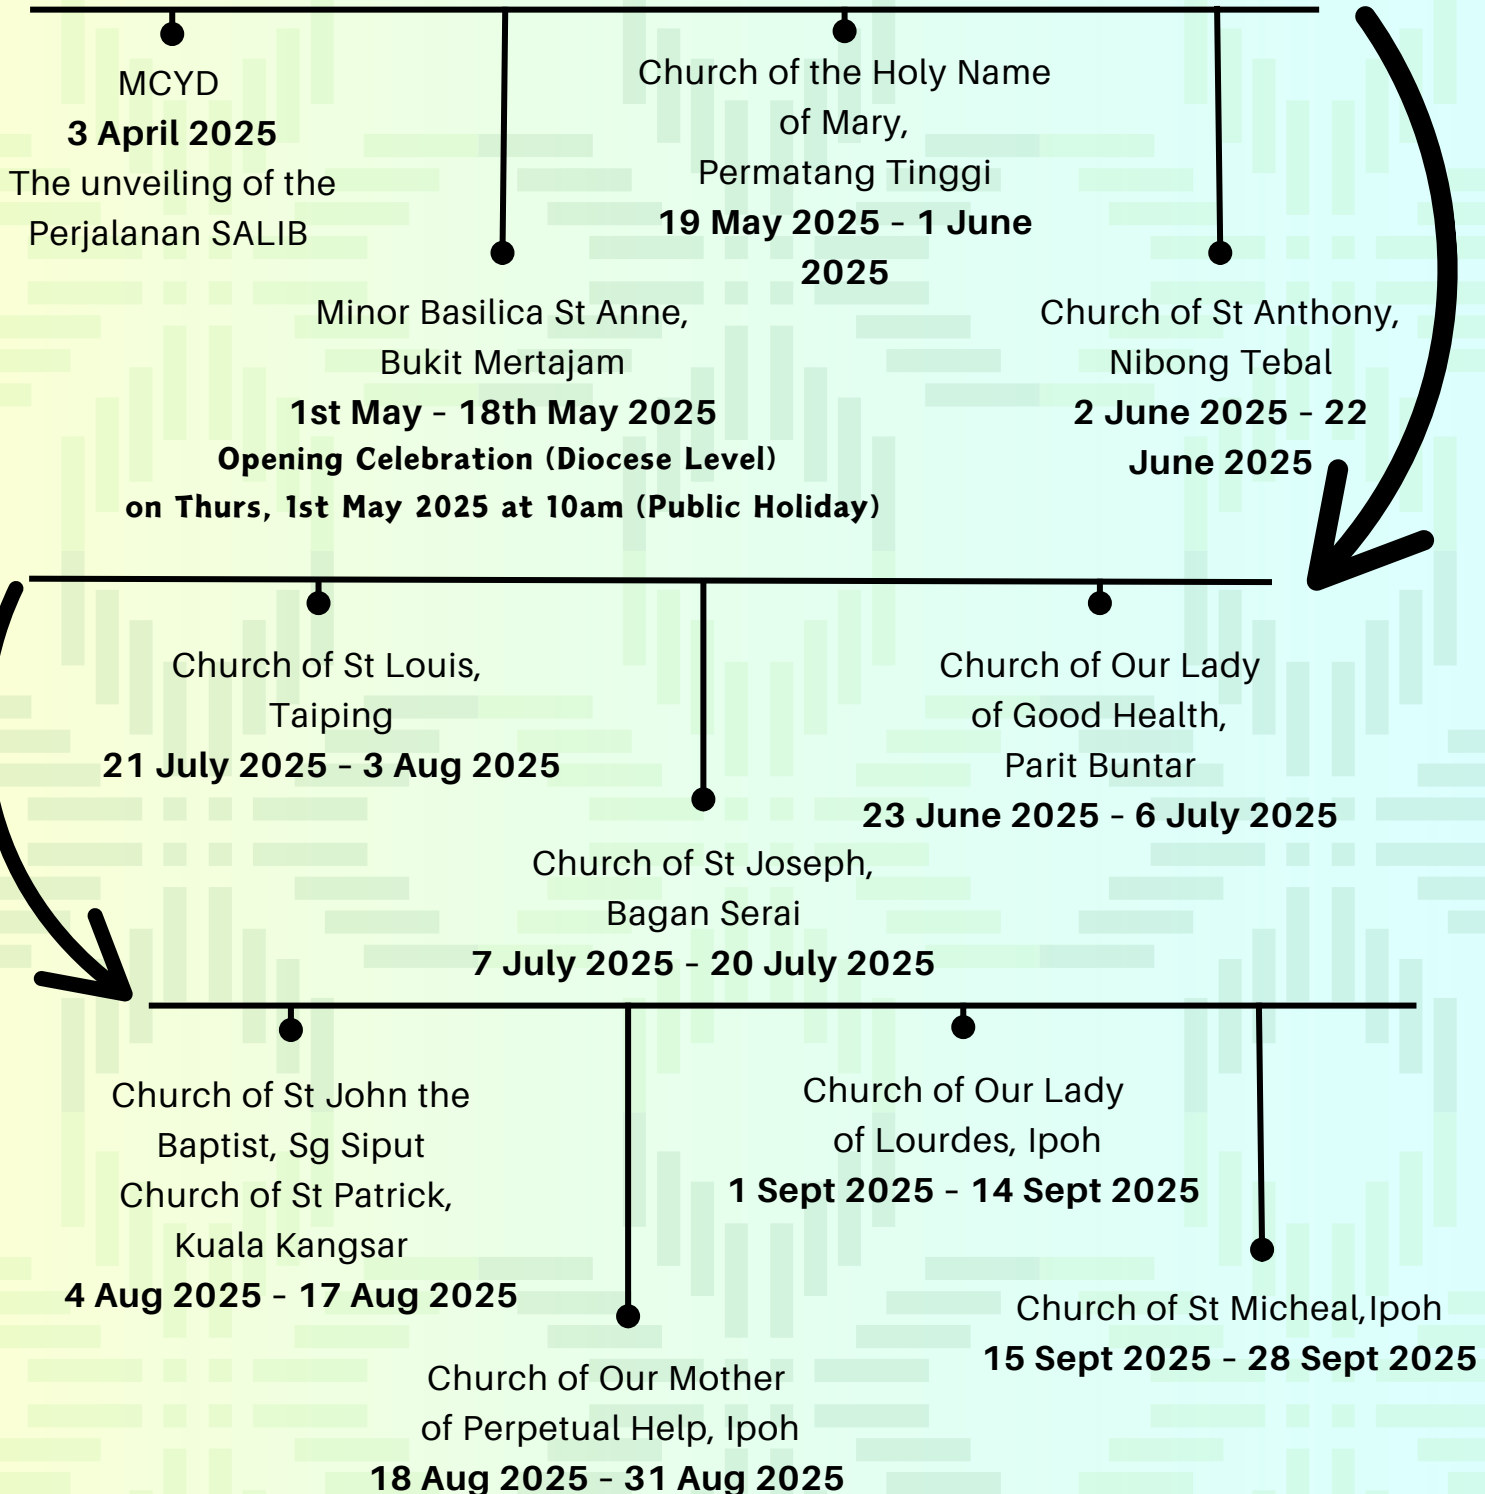 MCYD
3 April 2025
The unveiling of the
Perjalanan SALIB
Minor Basilica St Anne,
Bukit Mertajam
1st May – 18th May 2025
Opening Celebration (Diocese Level)
on Thurs, 1st May 2025 at 10am (Public Holiday)
Church of the Holy Name
of Mary,
Permatang Tinggi
19 May 2025 – 1 June
2025
Church of St Anthony,
Nibong Tebal
2 June 2025 – 22
June 2025
Church of St Louis,
Taiping
21 July 2025 – 3 Aug 2025
Church of St Joseph,
Bagan Serai
7 July 2025 – 20 July 2025
Church of Our Lady
of Good Health,
Parit Buntar
23 June 2025 – 6 July 2025
Church of St John the
Baptist, Sg Siput
Church of St Patrick,
Kuala Kangsar
4 Aug 2025 – 17 Aug 2025
Church of Our Mother
of Perpetual Help, Ipoh
18 Aug 2025 – 31 Aug 2025
Church of Our Lady
of Lourdes, Ipoh
1 Sept 2025 – 14 Sept 2025
Church of St Micheal,Ipoh
15 Sept 2025 – 28 Sept 2025